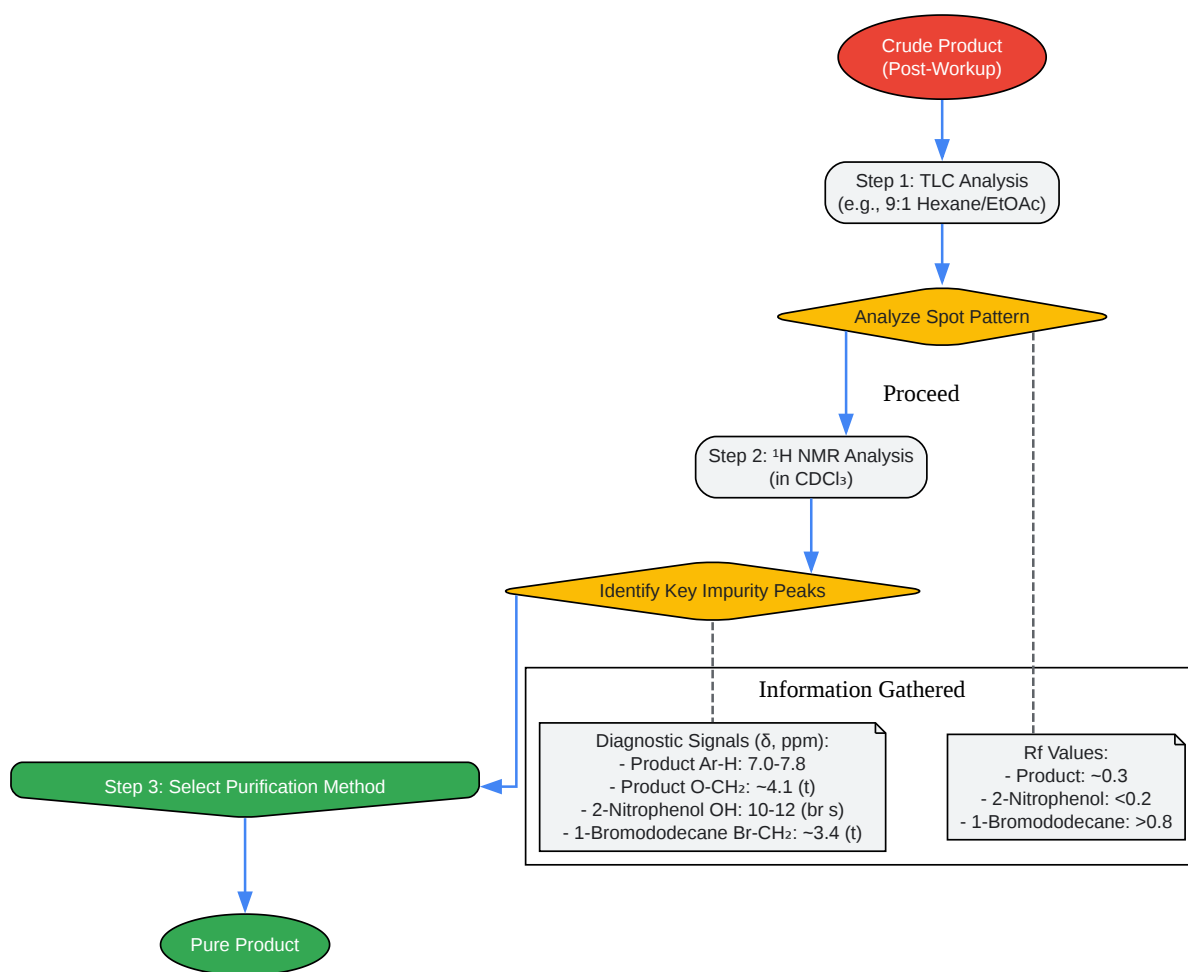 Crude Product
(Post-Workup)
Step 1: TLC Analysis
(e.g., 9:1 Hexane/EtOAc)
Analyze Spot Pattern
Proceed
Step 2: ¹H NMR Analysis
(in CDCl₃)
Identify Key Impurity Peaks
Information Gathered
Diagnostic Signals (δ, ppm):
- Product Ar-H: 7.0-7.8
- Product O-CH₂: ~4.1 (t)
- 2-Nitrophenol OH: 10-12 (br s)
- 1-Bromododecane Br-CH₂: ~3.4 (t)
Rf Values:
- Product: ~0.3
- 2-Nitrophenol: <0.2
- 1-Bromododecane: >0.8
Step 3: Select Purification Method
Pure Product